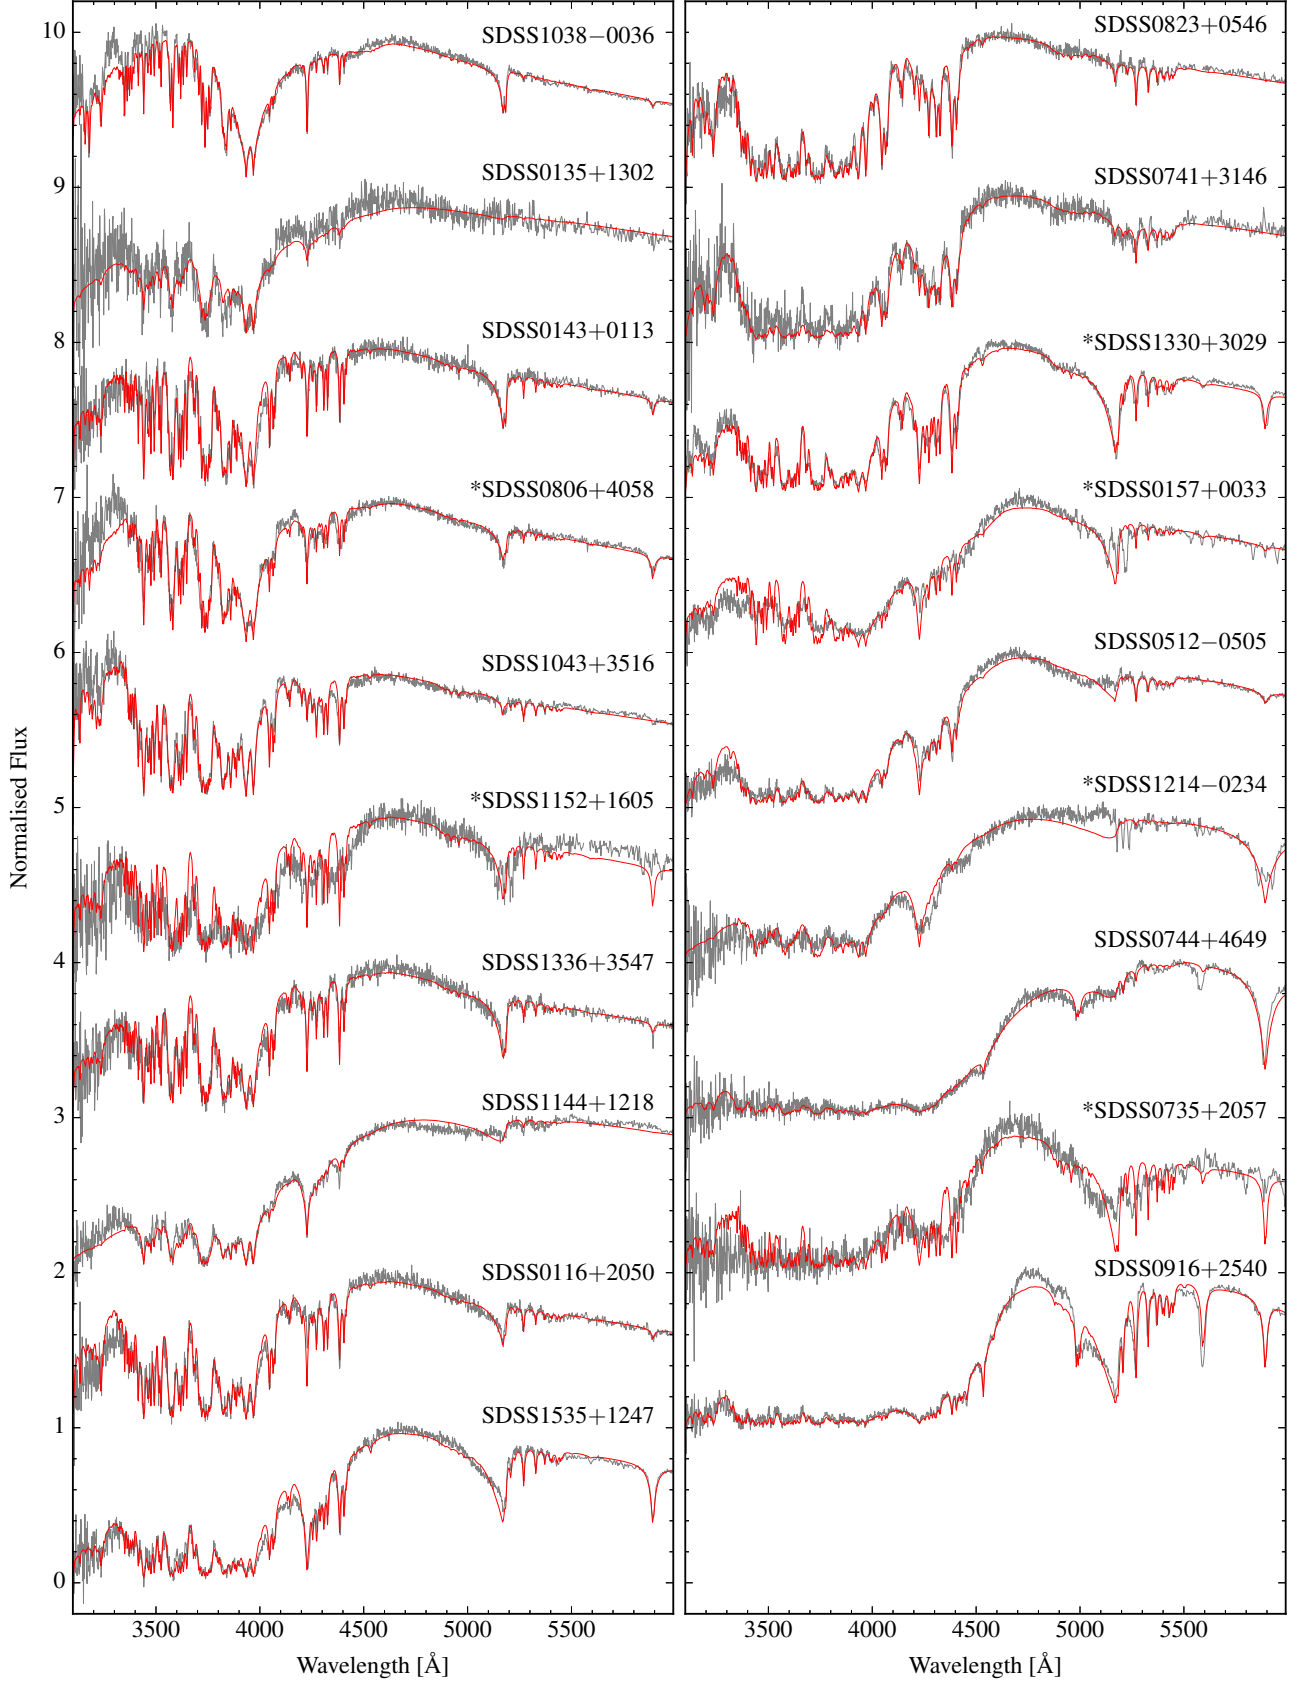 SDSS1038−0036
SDSS0135+1302
SDSS0143+0113
*SDSS0806+4058
SDSS1043+3516
*SDSS1152+1605
SDSS1336+3547
SDSS1144+1218
SDSS0116+2050
SDSS1535+1247
10
9
8
7
6
5
4
3
2
1
0
Normalised Flux
3500 4000 4500 5000 5500
Wavelength [Å]
SDSS0823+0546
SDSS0741+3146
*SDSS1330+3029
*SDSS0157+0033
SDSS0512−0505
*SDSS1214−0234
SDSS0744+4649
*SDSS0735+2057
SDSS0916+2540
3500 4000 4500 5000 5500
Wavelength [Å]